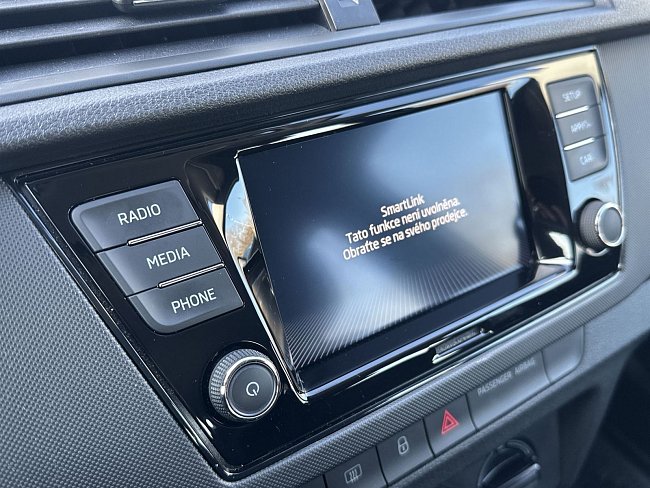 SmartLink
Tato funkce není uvolněna.
Obraťte se na svého prodejce.
RADIO
MEDIA
PHONE
SETUP
CAR
PASSENGER AIRBAG